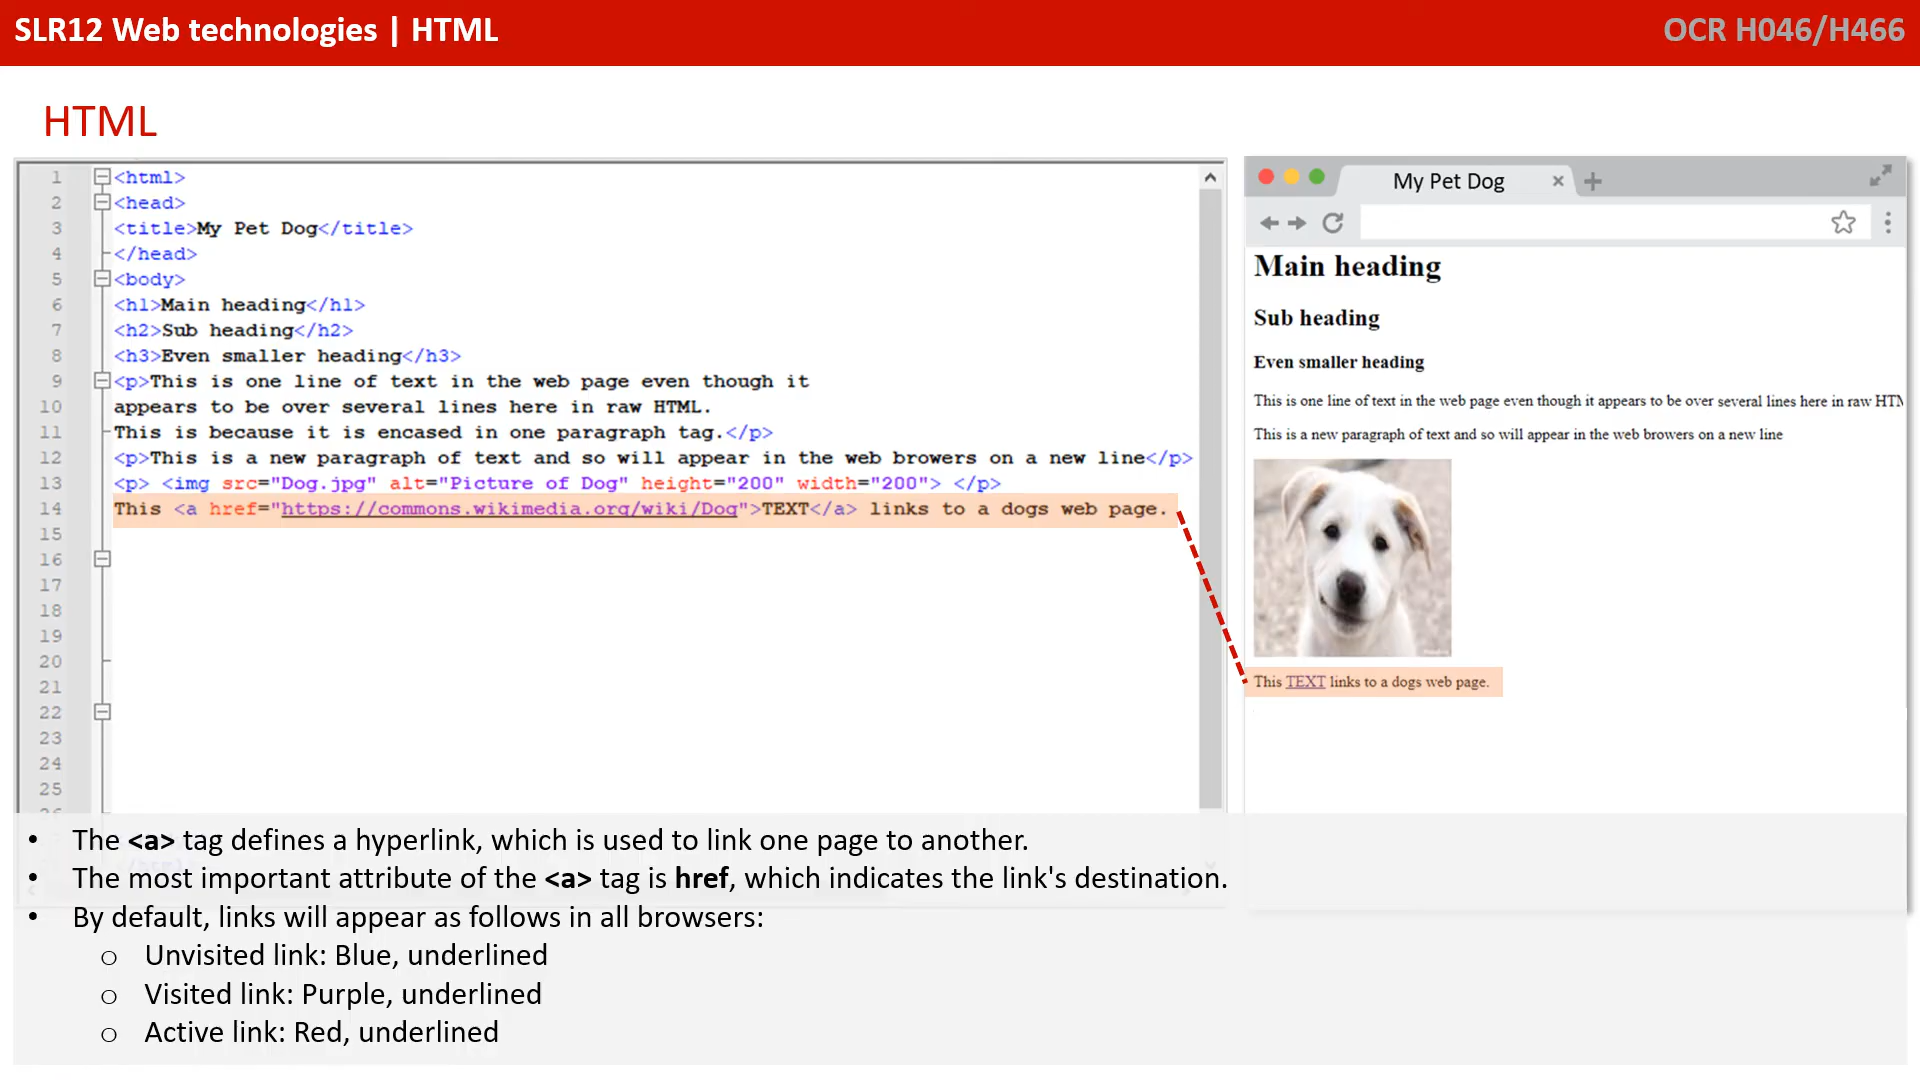 SLR12 Web technologies | HTML
OCR H046/H466
HTML
1 <html>
2 <head>
3 <title>My Pet Dog</title>
4 </head>
5 <body>
6 <h1>Main heading</h1>
7 <h2>Sub heading</h2>
8 <h3>Even smaller heading</h3>
9 <p>This is one line of text in the web page even though it
10 appears to be over several lines here in raw HTML.
11 This is because it is encased in one paragraph tag.</p>
12 <p>This is a new paragraph of text and so will appear in the web browers on a new line</p>
13 <p> <img src="Dog.jpg" alt="Picture of Dog" height="200" width="200"> </p>
14 This <a href="https://commons.wikimedia.org/wiki/Dog">TEXT</a> links to a dogs web page.
15
16
17
18
19
20
21
22
23
24
25
My Pet Dog
Main heading
Sub heading
Even smaller heading
This is one line of text in the web page even though it appears to be over several lines here in raw HTM
This is a new paragraph of text and so will appear in the web browers on a new line
This TEXT links to a dogs web page.
• The <a> tag defines a hyperlink, which is used to link one page to another.
• The most important attribute of the <a> tag is href, which indicates the link's destination.
• By default, links will appear as follows in all browsers:
o Unvisited link: Blue, underlined
o Visited link: Purple, underlined
o Active link: Red, underlined